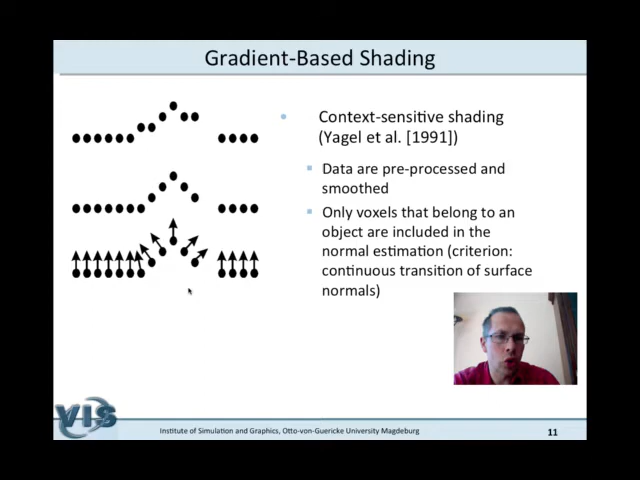 Gradient-Based Shading
Context-sensitive shading
(Yagel et al. [1991])
Data are pre-processed and
smoothed
Only voxels that belong to an
object are included in the
normal estimation (criterion:
continuous transition of surface
normals)
VIS
Institute of Simulation and Graphics, Otto-von-Guericke University Magdeburg
11